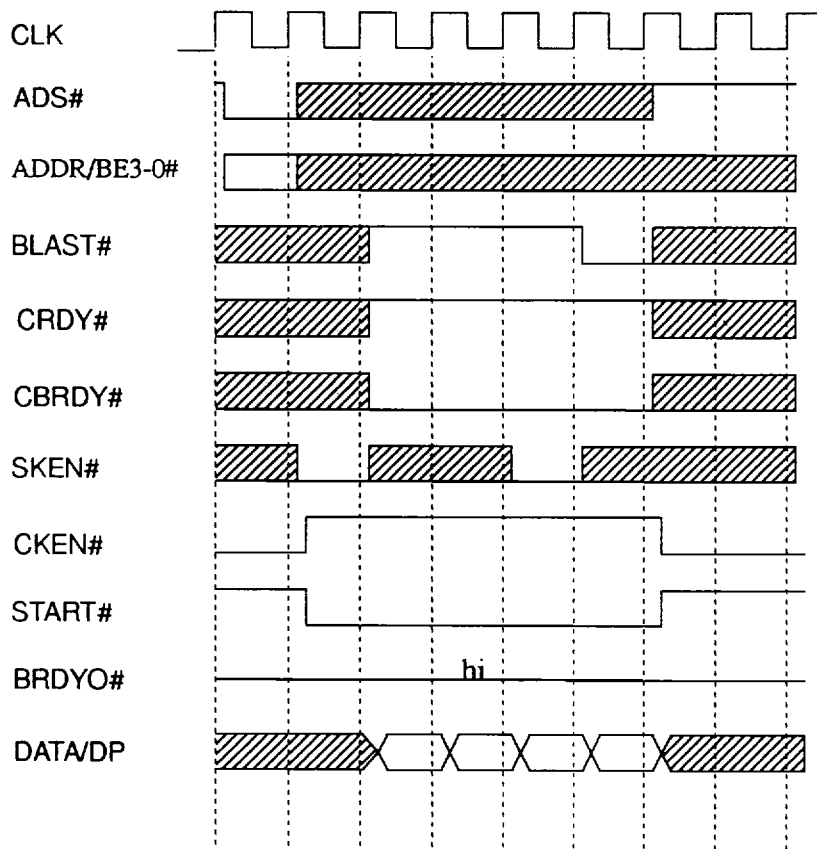 CLK
ADS#
ADDR/BE3-0#
BLAST#
CRDY#
CBRDY#
SKEN#
CKEN#
START#
BRDYO# hi
DATA/DP